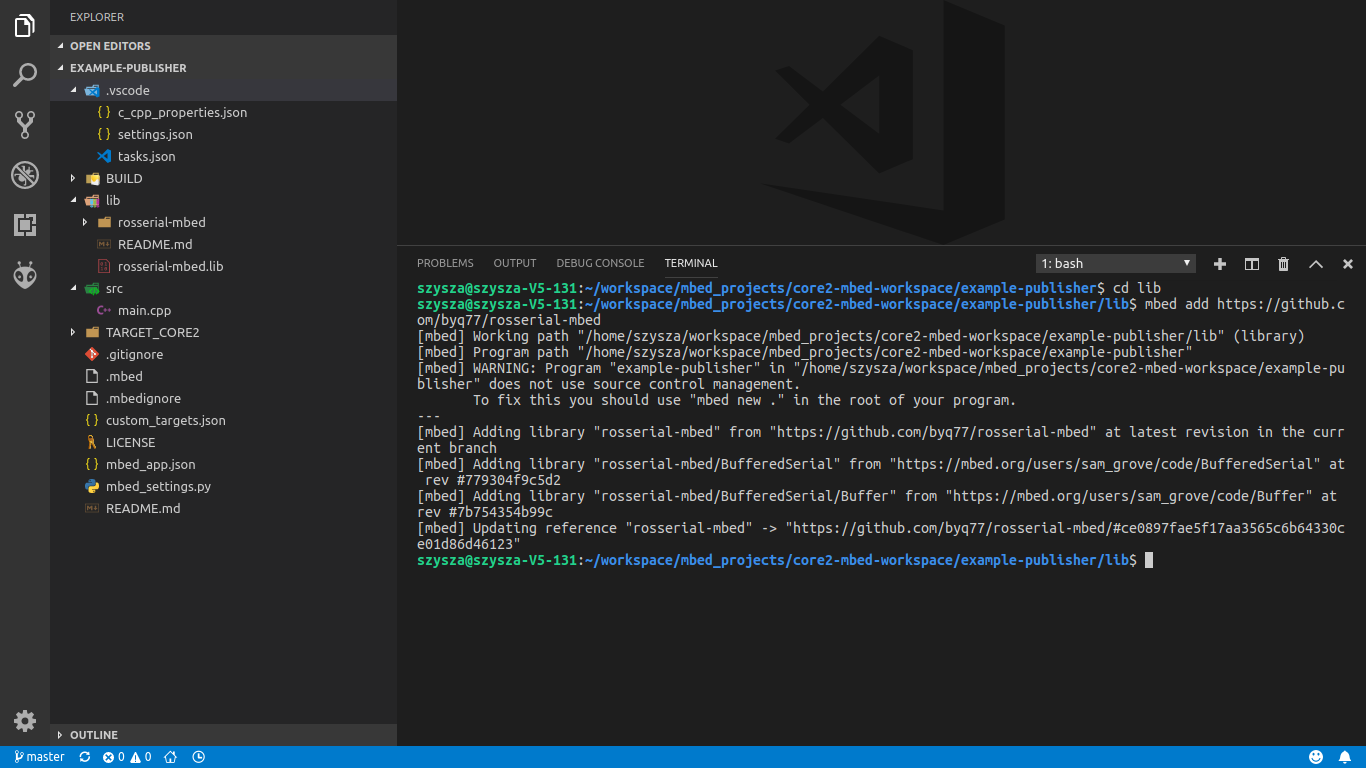 EXPLORER
OPEN EDITORS
EXAMPLE-PUBLISHER
.vscode
{ } c_cpp_properties.json
{ } settings.json
tasks.json
BUILD
lib
rosserial-mbed
README.md
rosserial-mbed.lib
src
main.cpp
TARGET_CORE2
.gitignore
.mbed
.mbedignore
{ } custom_targets.json
LICENSE
{ } mbed_app.json
mbed_settings.py
README.md
OUTLINE
PROBLEMS OUTPUT DEBUG CONSOLE TERMINAL 1: bash
szysza@szysza-V5-131:~/workspace/mbed_projects/core2-mbed-workspace/example-publisher$ cd lib
szysza@szysza-V5-131:~/workspace/mbed_projects/core2-mbed-workspace/example-publisher/lib$ mbed add https://github.c
om/byq77/rosserial-mbed
[mbed] Working path "/home/szysza/workspace/mbed_projects/core2-mbed-workspace/example-publisher/lib" (library)
[mbed] Program path "/home/szysza/workspace/mbed_projects/core2-mbed-workspace/example-publisher"
[mbed] WARNING: Program "example-publisher" in "/home/szysza/workspace/mbed_projects/core2-mbed-workspace/example-pu
blisher" does not use source control management.
To fix this you should use "mbed new ." in the root of your program.
---
[mbed] Adding library "rosserial-mbed" from "https://github.com/byq77/rosserial-mbed" at latest revision in the curr
ent branch
[mbed] Adding library "rosserial-mbed/BufferedSerial" from "https://mbed.org/users/sam_grove/code/BufferedSerial" at
rev #779304f9c5d2
[mbed] Adding library "rosserial-mbed/BufferedSerial/Buffer" from "https://mbed.org/users/sam_grove/code/Buffer" at
rev #7b754354b99c
[mbed] Updating reference "rosserial-mbed" -> "https://github.com/byq77/rosserial-mbed/#ce0897fae5f17aa3565c6b64330c
e01d86d46123"
szysza@szysza-V5-131:~/workspace/mbed_projects/core2-mbed-workspace/example-publisher/lib$
master 0 0